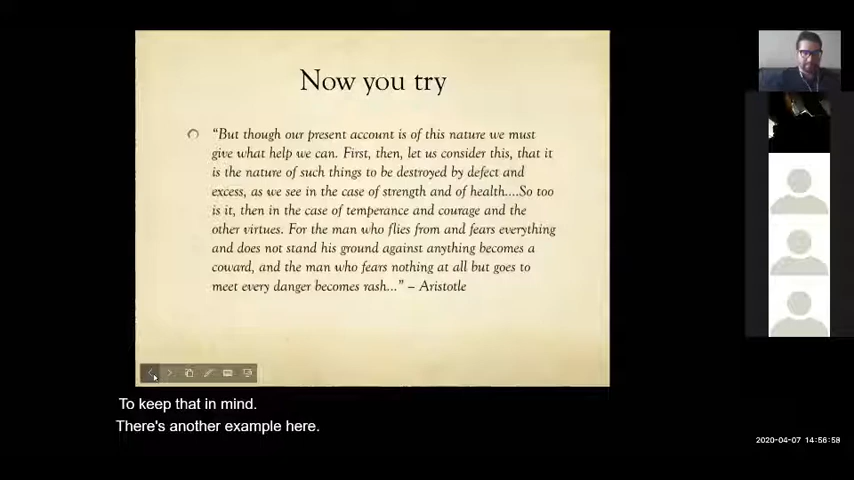 Now you try
“But though our present account is of this nature we must
give what help we can. First, then, let us consider this, that it
is the nature of such things to be destroyed by defect and
excess, as we see in the case of strength and of health....So too
is it, then in the case of temperance and courage and the
other virtues. For the man who flies from and fears everything
and does not stand his ground against anything becomes a
coward, and the man who fears nothing at all but goes to
meet every danger becomes rash...” – Aristotle
To keep that in mind.
There's another example here.
2020-04-07 14:56:58